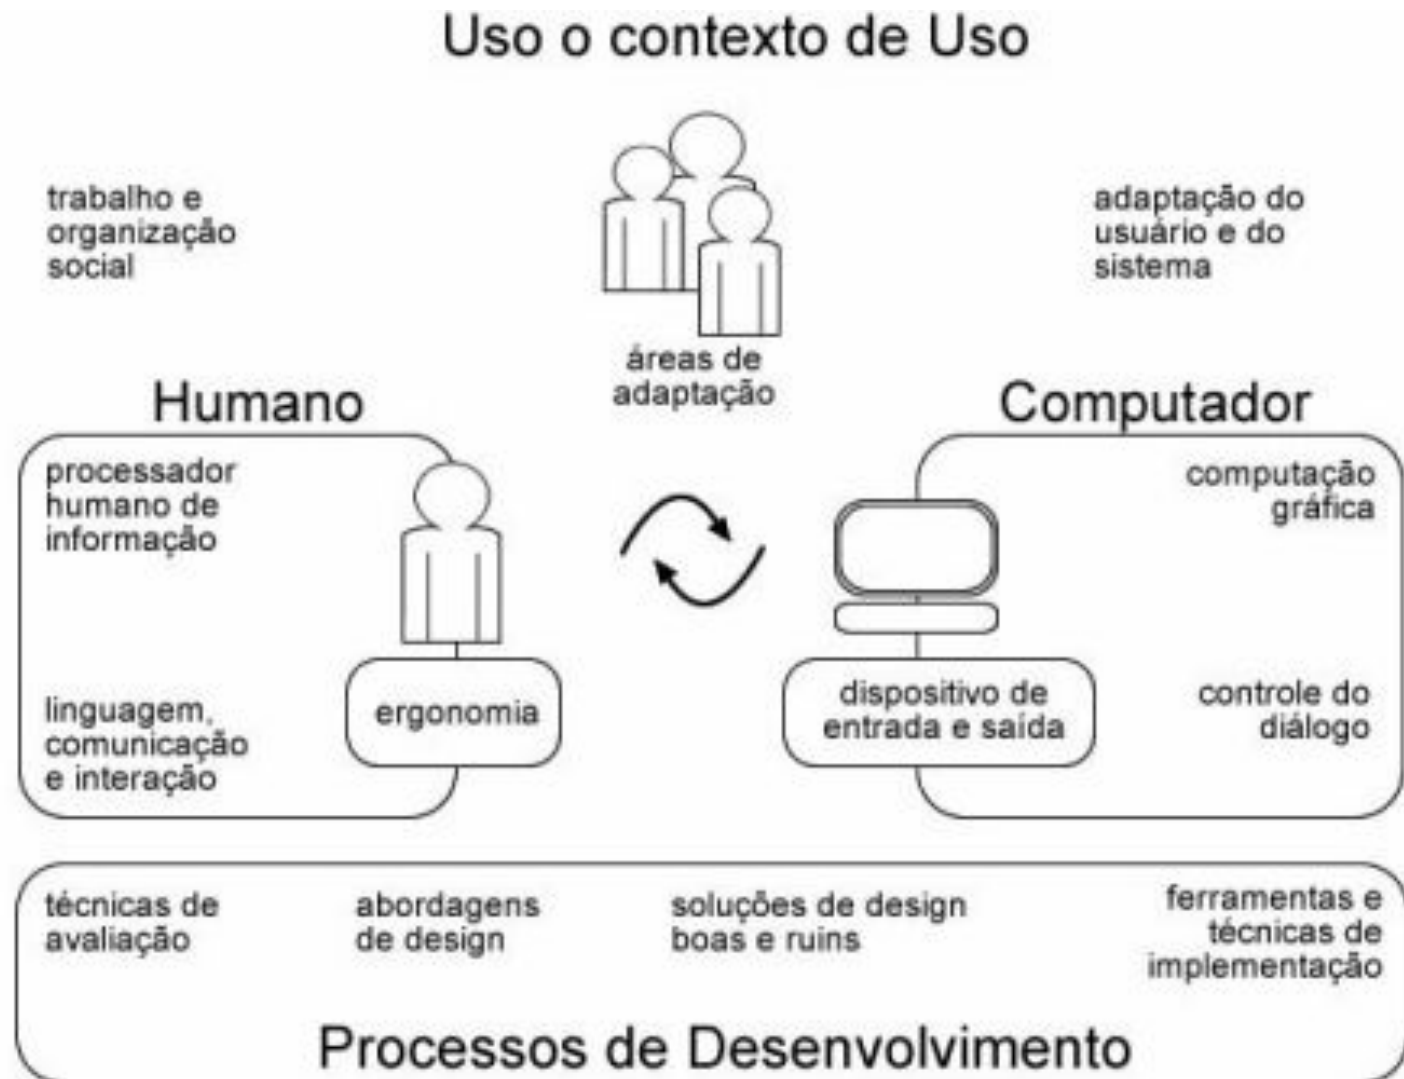 Uso o contexto de Uso
trabalho e
organização
social
adaptação do
usuário e do
sistema
áreas de
adaptação
Humano
Computador
processador
humano de
informação
computação
gráfica
linguagem,
comunicação
e interação
ergonomia
dispositivo de
entrada e saída
controle do
diálogo
técnicas de
avaliação
abordagens
de design
soluções de design
boas e ruins
ferramentas e
técnicas de
implementação
Processos de Desenvolvimento